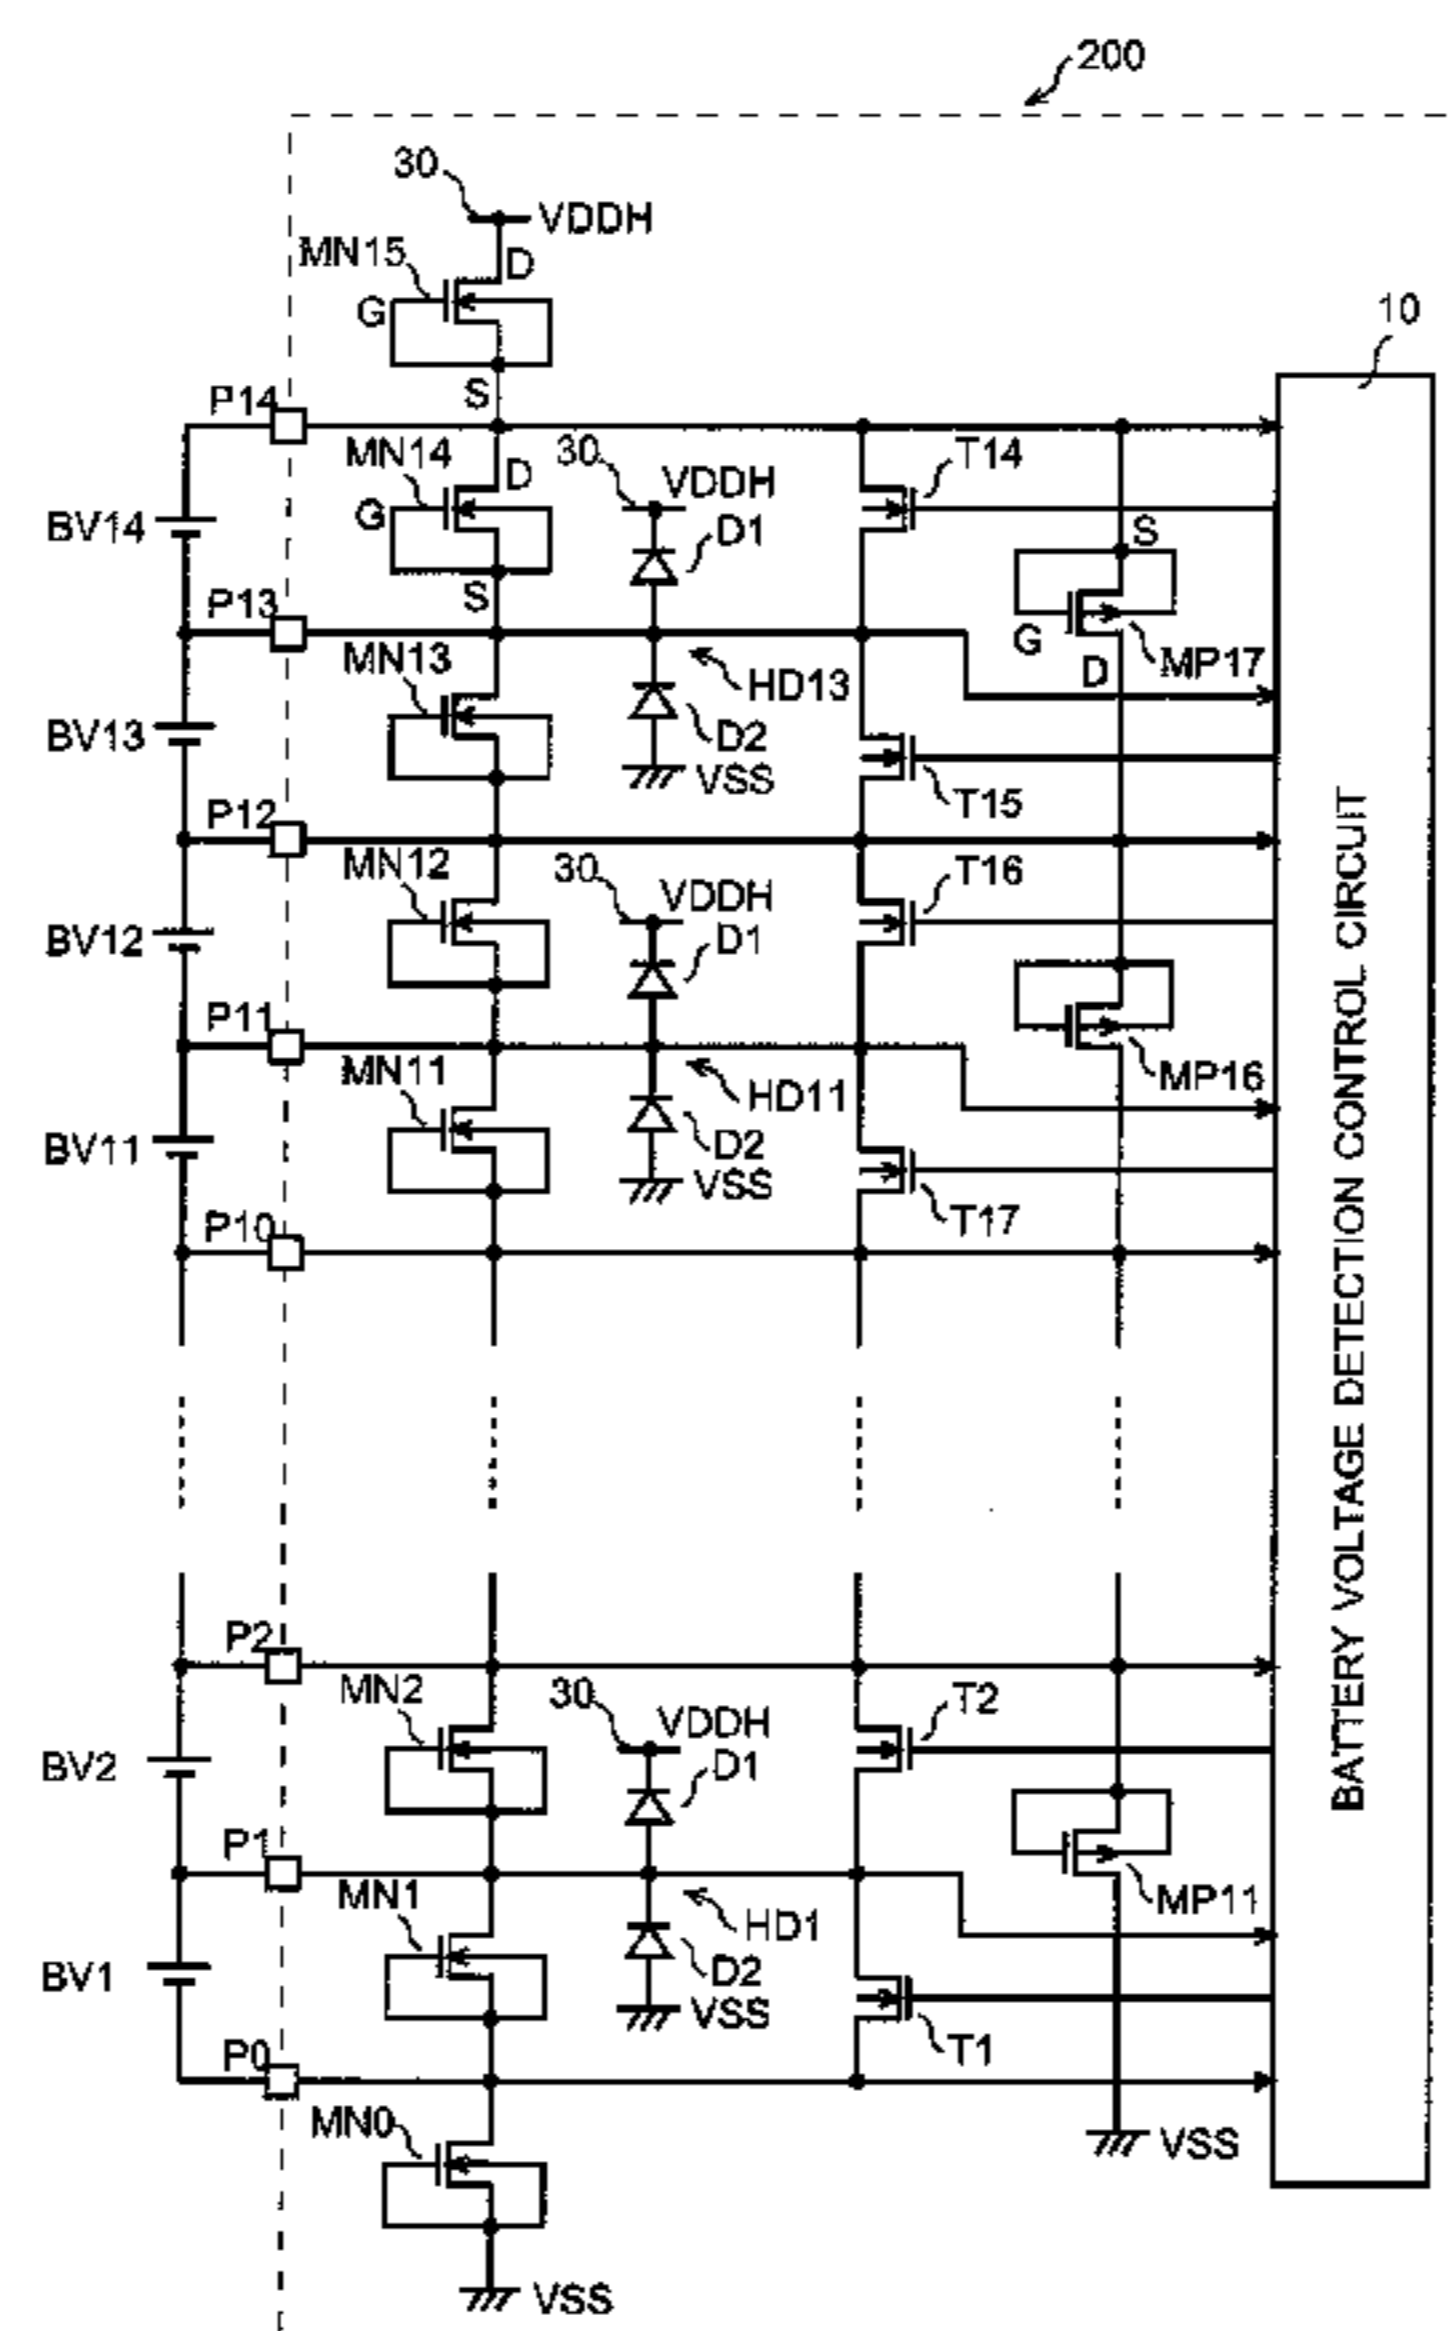 200
30
VDDH
MN15
D
G
S
10
P14
MN14
D
G
S
30
VDDH
D1
T14
BV14
S
G
D
MP17
P13
MN13
HD13
D2
VSS
T15
BV13
P12
MN12
30
VDDH
D1
T16
BV12
MP16
P11
MN11
HD11
D2
VSS
T17
BV11
P10
BATTERY VOLTAGE DETECTION CONTROL CIRCUIT
P2
MN2
30
VDDH
D1
T2
BV2
MP11
P1
MN1
HD1
D2
VSS
T1
BV1
P0
MN0
VSS
VSS